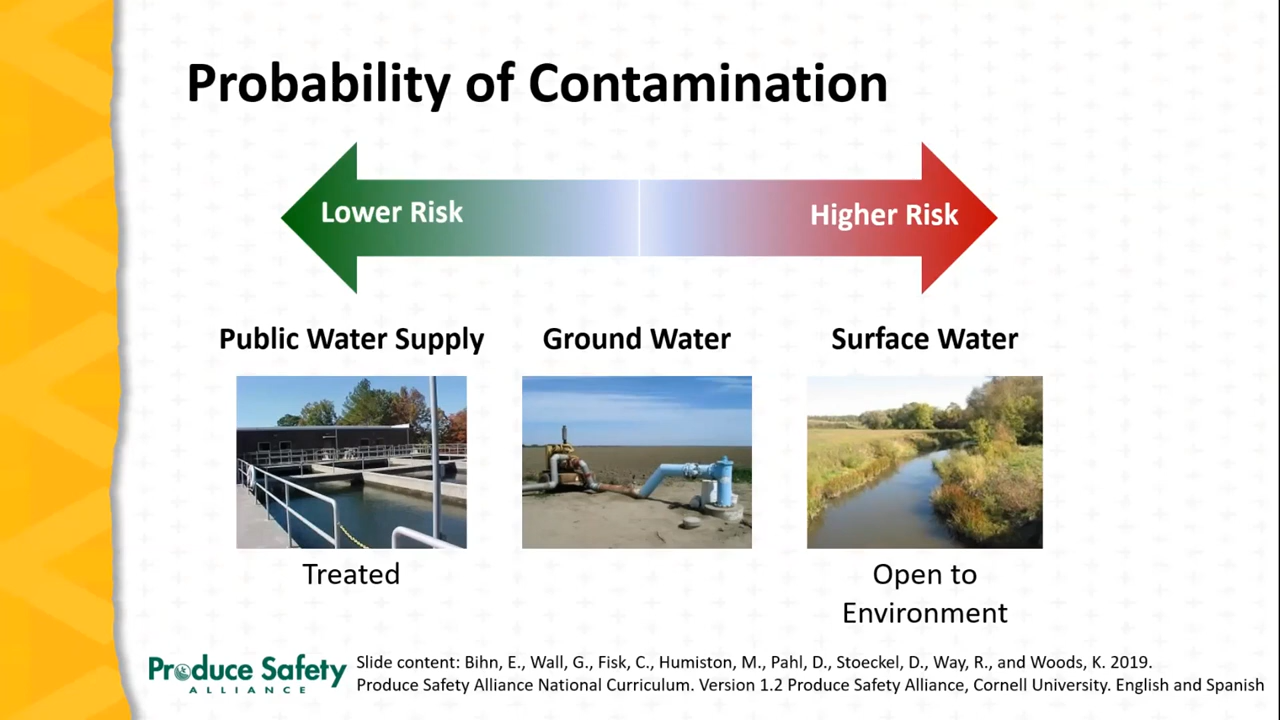 Probability of Contamination
Lower Risk
Higher Risk
Public Water Supply
Ground Water
Surface Water
Treated
Open to
Environment
Produce Safety
ALLIANCE
Slide content: Bihn, E., Wall, G., Fisk, C., Humiston, M., Pahl, D., Stoeckel, D., Way, R., and Woods, K. 2019.
Produce Safety Alliance National Curriculum. Version 1.2 Produce Safety Alliance, Cornell University. English and Spanish